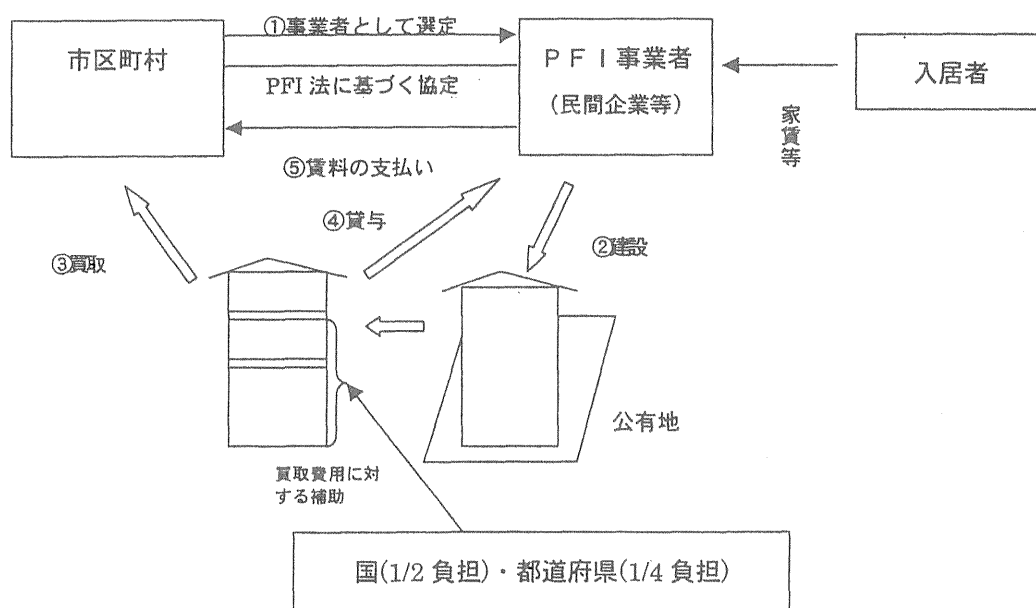 ①事業者として選定
市区町村
PFI事業者
(民間企業等)
入居者
PFI法に基づく協定
家賃等
⑤賃料の支払い
④貸与
②建設
③買取
公有地
買取費用に対
する補助
国(1/2負担)・都道府県(1/4負担)